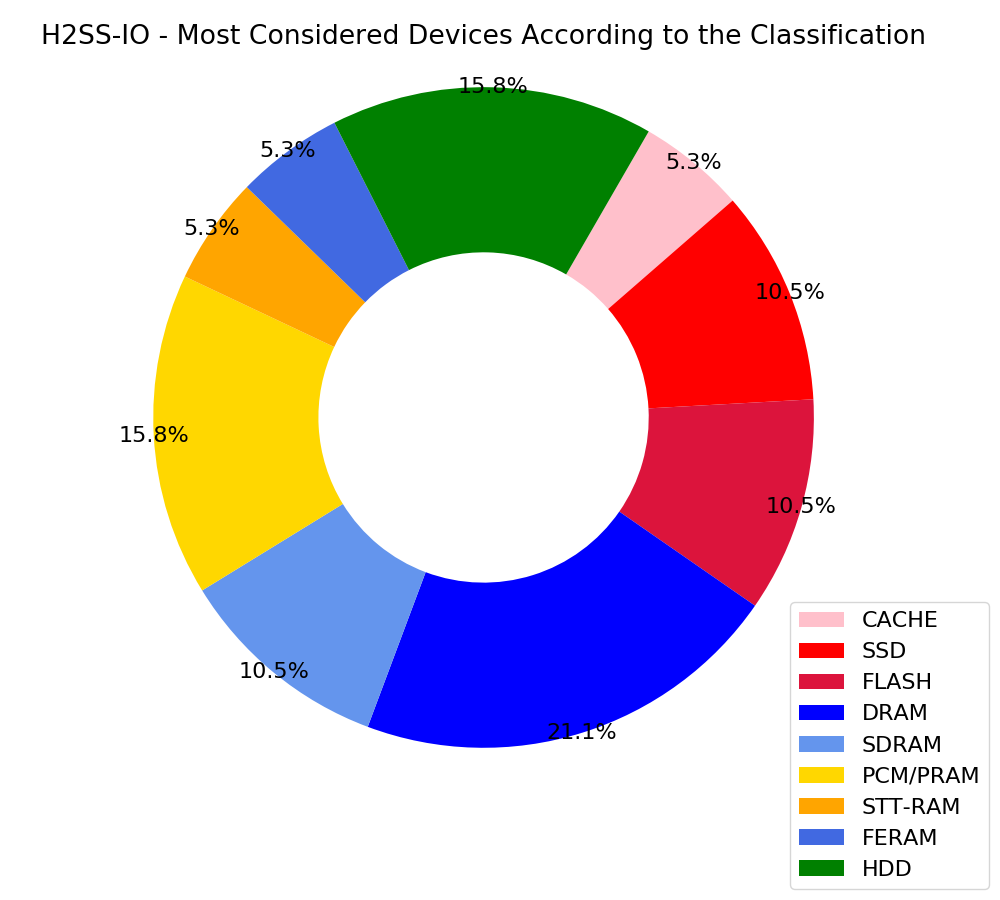 H2SS-IO - Most Considered Devices According to the Classification
15.8%
5.3%
5.3%
5.3%
10.5%
15.8%
10.5%
10.5%
21.1%
CACHE
SSD
FLASH
DRAM
SDRAM
PCM/PRAM
STT-RAM
FERAM
HDD